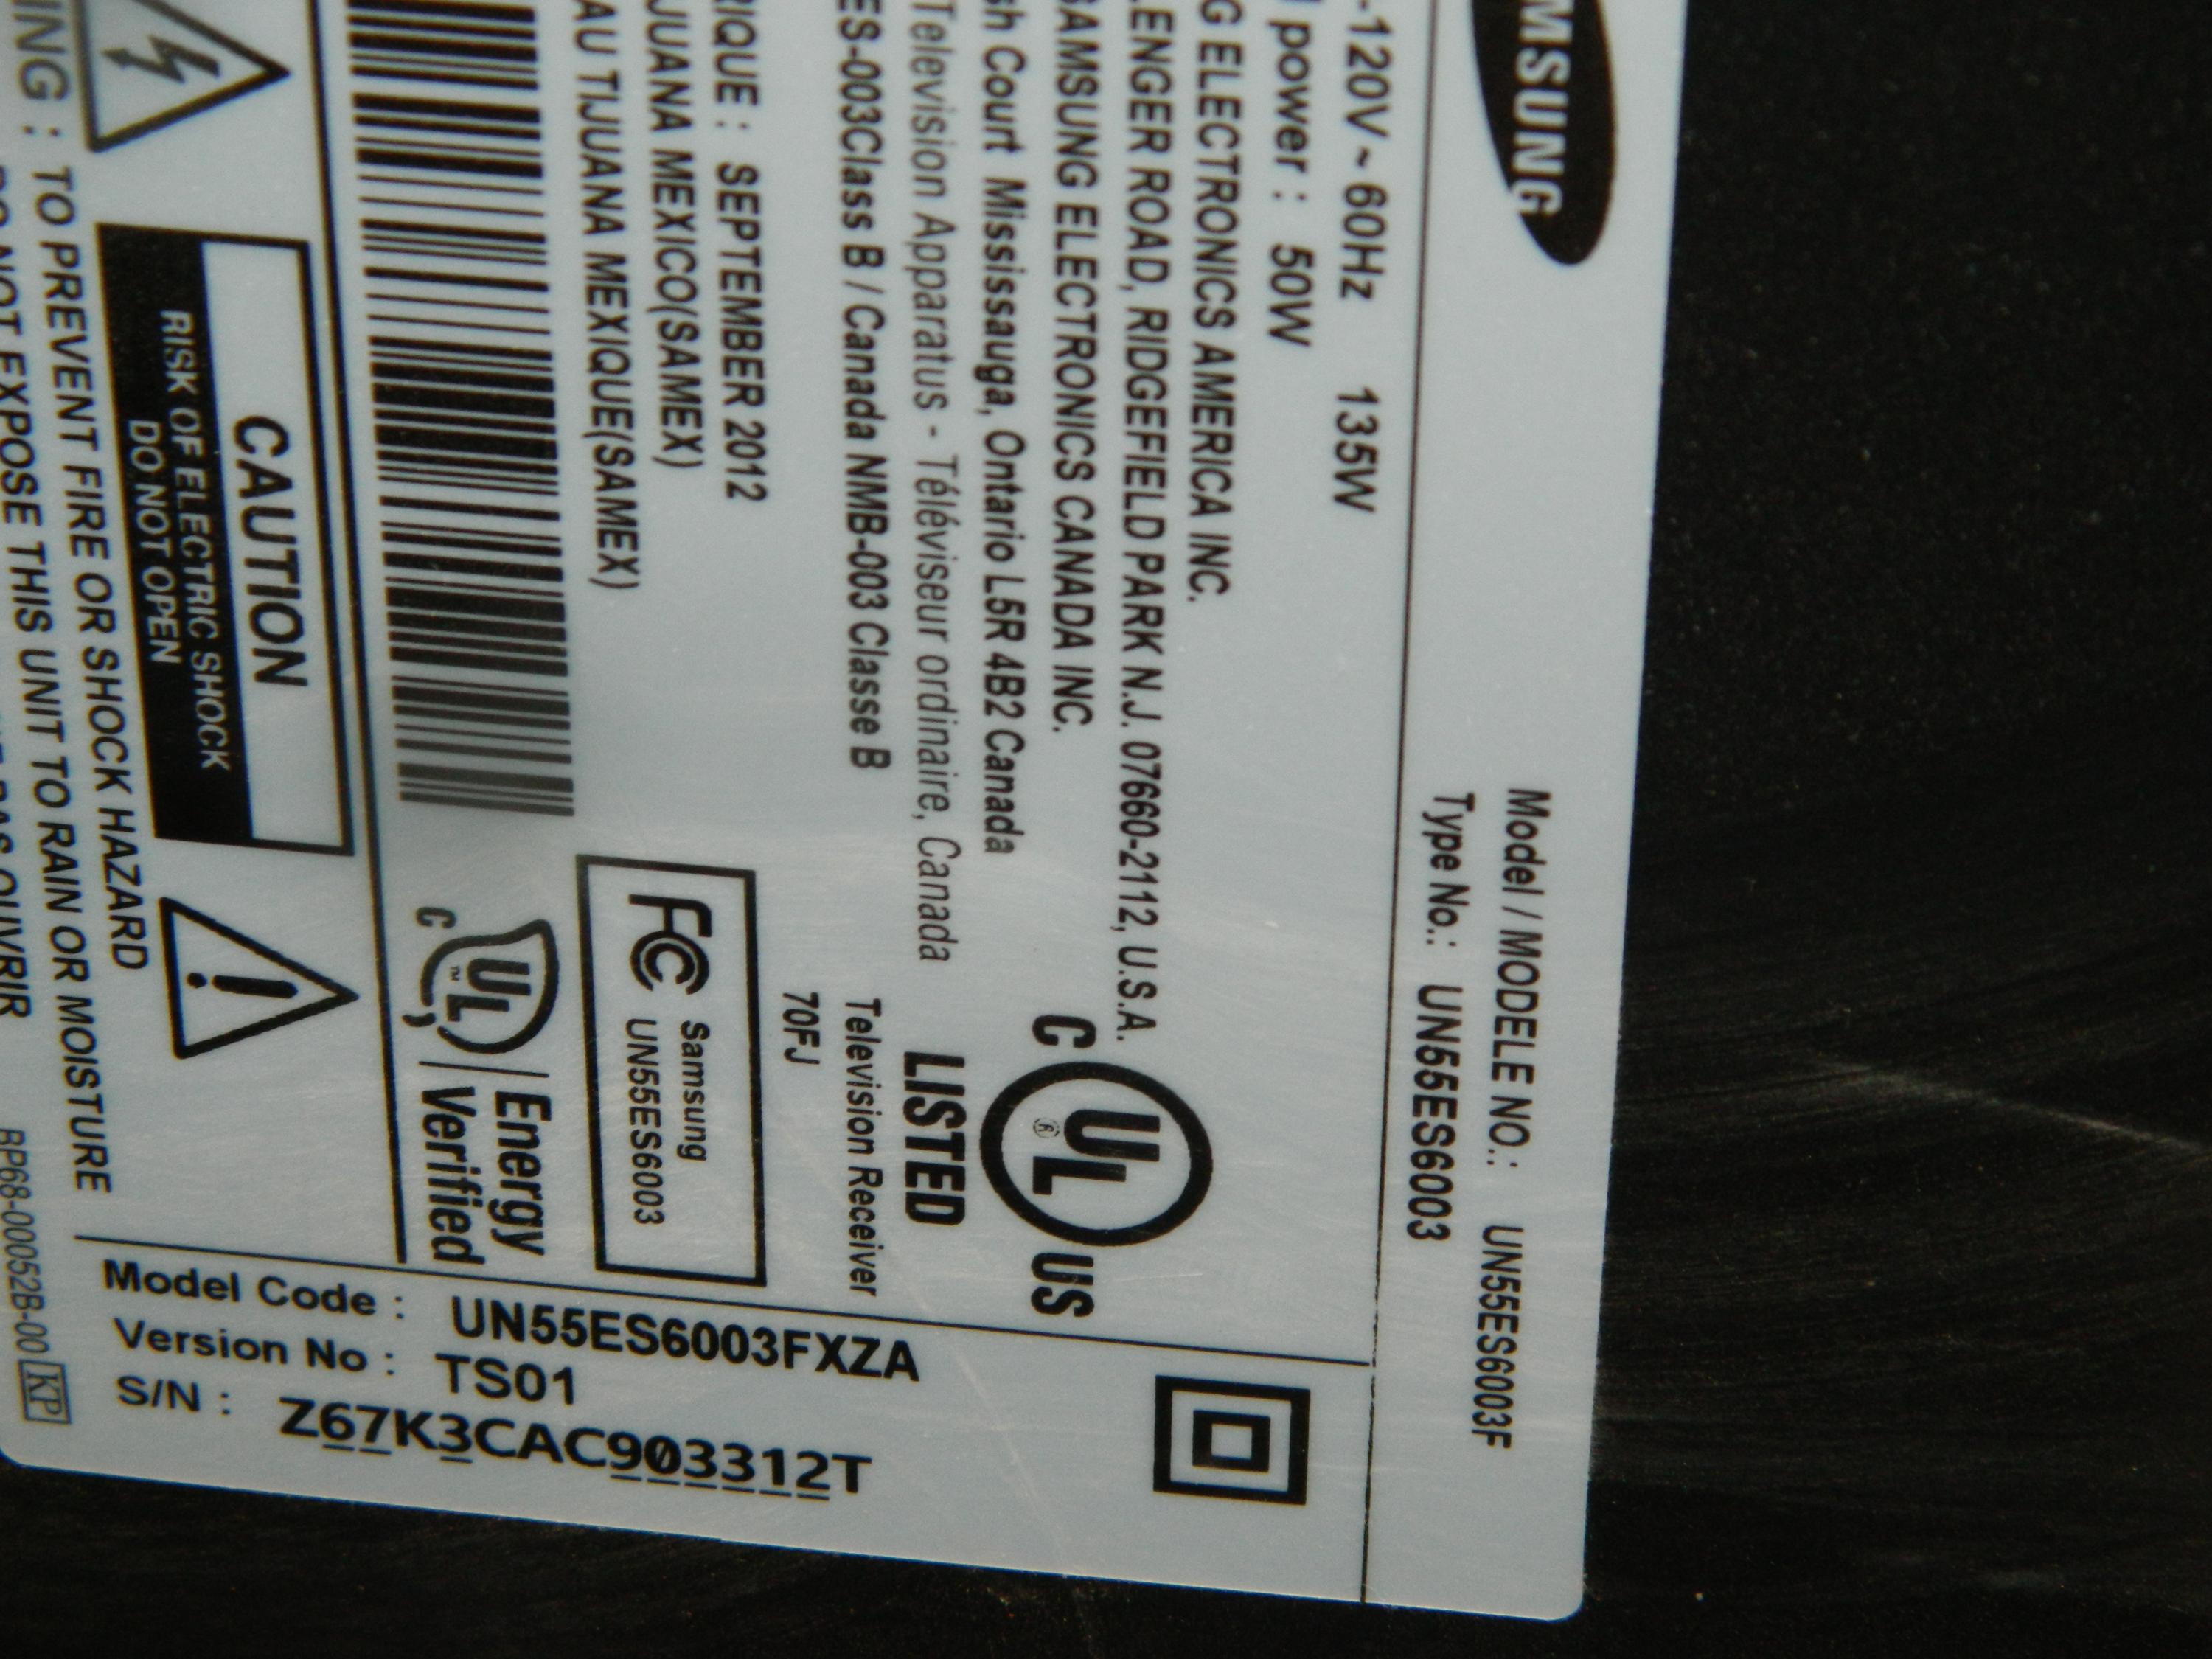 SAMSUNG
Model / MODELE NO.: UN55ES6003F
Type No.: UN55ES6003
-120V ~ 60Hz 135W
power : 50W
G ELECTRONICS AMERICA INC.
LENGER ROAD, RIDGEFIELD PARK N.J. 07660-2112, U.S.A.
SAMSUNG ELECTRONICS CANADA INC.
sh Court Mississauga, Ontario L5R 4B2 Canada
Television Apparatus - Téléviseur ordinaire, Canada
ES-003Class B / Canada NMB-003 Classe B
RIQUE : SEPTEMBER 2012
JUANA MEXICO(SAMEX)
AU TIJUANA MEXIQUE(SAMEX)
C UL ® US
LISTED
Television Receiver
70FJ
FC Samsung
UN55ES6003
C UL ™ Energy
Verified
CAUTION
RISK OF ELECTRIC SHOCK
DO NOT OPEN
ING : TO PREVENT FIRE OR SHOCK HAZARD
DO NOT EXPOSE THIS UNIT TO RAIN OR MOISTURE
PAS OUVRIR
BP68-00052B-00 KP
Model Code : UN55ES6003FXZA
Version No : TS01
S/N : Z67K3CAC903312T